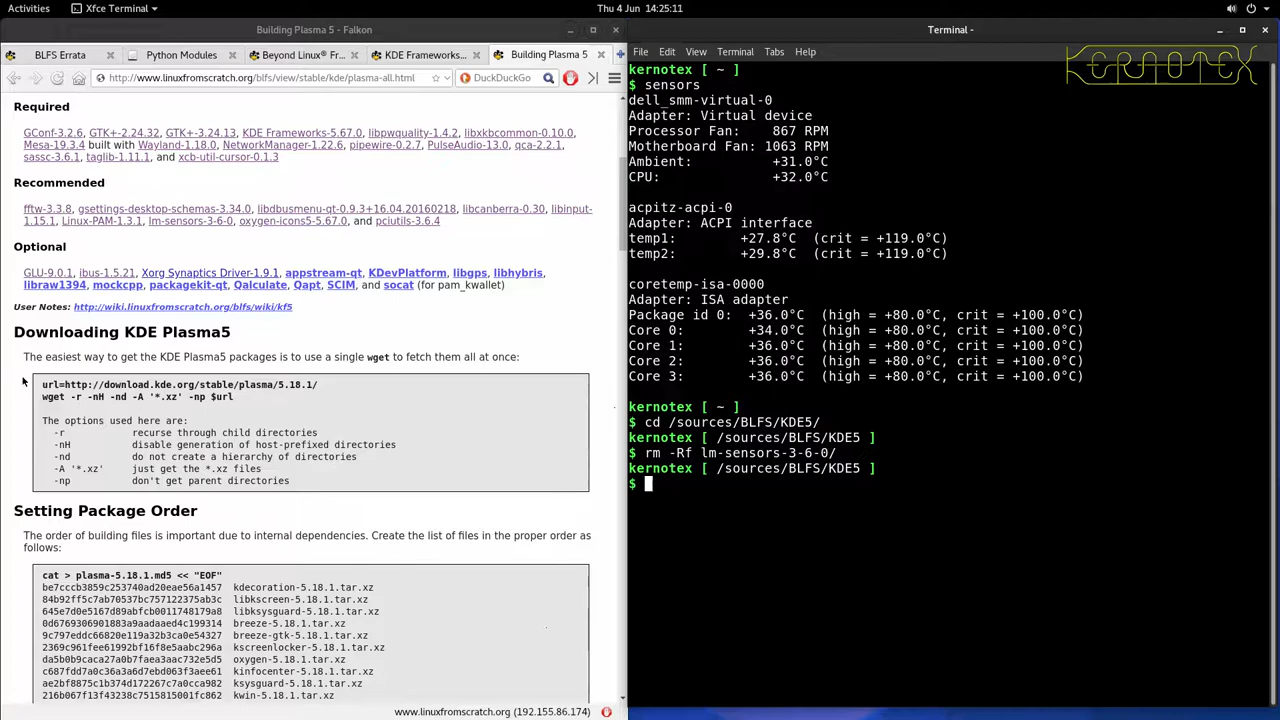 Activities Xfce Terminal Thu 4 Jun 14:25:11
Building Plasma 5 - Falkon
BLFS Errata Python Modules Beyond Linux® Fr... KDE Frameworks... Building Plasma 5
http://www.linuxfromscratch.org/blfs/view/stable/kde/plasma-all.html DuckDuckGo
Required
GConf-3.2.6, GTK+-2.24.32, GTK+-3.24.13, KDE Frameworks-5.67.0, libpwquality-1.4.2, libxkbcommon-0.10.0,
Mesa-19.3.4 built with Wayland-1.18.0, NetworkManager-1.22.6, pipewire-0.2.7, PulseAudio-13.0, qca-2.2.1,
sassc-3.6.1, taglib-1.11.1, and xcb-util-cursor-0.1.3
Recommended
fftw-3.3.8, gsettings-desktop-schemas-3.34.0, libdbusmenu-qt-0.9.3+16.04.20160218, libcanberra-0.30, libinput-
1.15.1, Linux-PAM-1.3.1, lm-sensors-3-6-0, oxygen-icons5-5.67.0, and pciutils-3.6.4
Optional
GLU-9.0.1, ibus-1.5.21, Xorg Synaptics Driver-1.9.1, appstream-qt, KDevPlatform, libgps, libhybris,
libraw1394, mockcpp, packagekit-qt, Qalculate, Qapt, SCIM, and socat (for pam_kwallet)
User Notes: http://wiki.linuxfromscratch.org/blfs/wiki/kf5
Downloading KDE Plasma5
The easiest way to get the KDE Plasma5 packages is to use a single wget to fetch them all at once:
url=http://download.kde.org/stable/plasma/5.18.1/
wget -r -nH -nd -A '*.xz' -np $url
The options used here are:
-r recurse through child directories
-nH disable generation of host-prefixed directories
-nd do not create a hierarchy of directories
-A '*.xz' just get the *.xz files
-np don't get parent directories
Setting Package Order
The order of building files is important due to internal dependencies. Create the list of files in the proper order as
follows:
cat > plasma-5.18.1.md5 << "EOF"
be7cccb3859c253740ad20eae56a1457 kdecoration-5.18.1.tar.xz
84b92ff5c7ab70537bc757122375ab3c libkscreen-5.18.1.tar.xz
645e7d0e5167d89abfcb0011748179a8 libksysguard-5.18.1.tar.xz
0d6769306901883a9aadaaed4c199314 breeze-5.18.1.tar.xz
9c797eddc66820e119a32b3ca0e54327 breeze-gtk-5.18.1.tar.xz
2369c961fee61992bf16f8e5aabc296a kscreenlocker-5.18.1.tar.xz
da5b0b9caca27a0b7faea3aac732e5d5 oxygen-5.18.1.tar.xz
c687fdd7a0c36a3a6d7ebd063f3aee61 kinfocenter-5.18.1.tar.xz
ae2bf8875c1b374d172267c7a0cca982 ksysguard-5.18.1.tar.xz
216b067f13f43238c7515815001fc862 kwin-5.18.1.tar.xz
www.linuxfromscratch.org (192.155.86.174)
Terminal -
File Edit View Terminal Tabs Help
KERNOTEX
kernotex [ ~ ]
$ sensors
dell_smm-virtual-0
Adapter: Virtual device
Processor Fan: 867 RPM
Motherboard Fan: 1063 RPM
Ambient: +31.0°C
CPU: +32.0°C
acpitz-acpi-0
Adapter: ACPI interface
temp1: +27.8°C (crit = +119.0°C)
temp2: +29.8°C (crit = +119.0°C)
coretemp-isa-0000
Adapter: ISA adapter
Package id 0: +36.0°C (high = +80.0°C, crit = +100.0°C)
Core 0: +34.0°C (high = +80.0°C, crit = +100.0°C)
Core 1: +36.0°C (high = +80.0°C, crit = +100.0°C)
Core 2: +36.0°C (high = +80.0°C, crit = +100.0°C)
Core 3: +36.0°C (high = +80.0°C, crit = +100.0°C)
kernotex [ ~ ]
$ cd /sources/BLFS/KDE5/
kernotex [ /sources/BLFS/KDE5 ]
$ rm -Rf lm-sensors-3-6-0/
kernotex [ /sources/BLFS/KDE5 ]
$